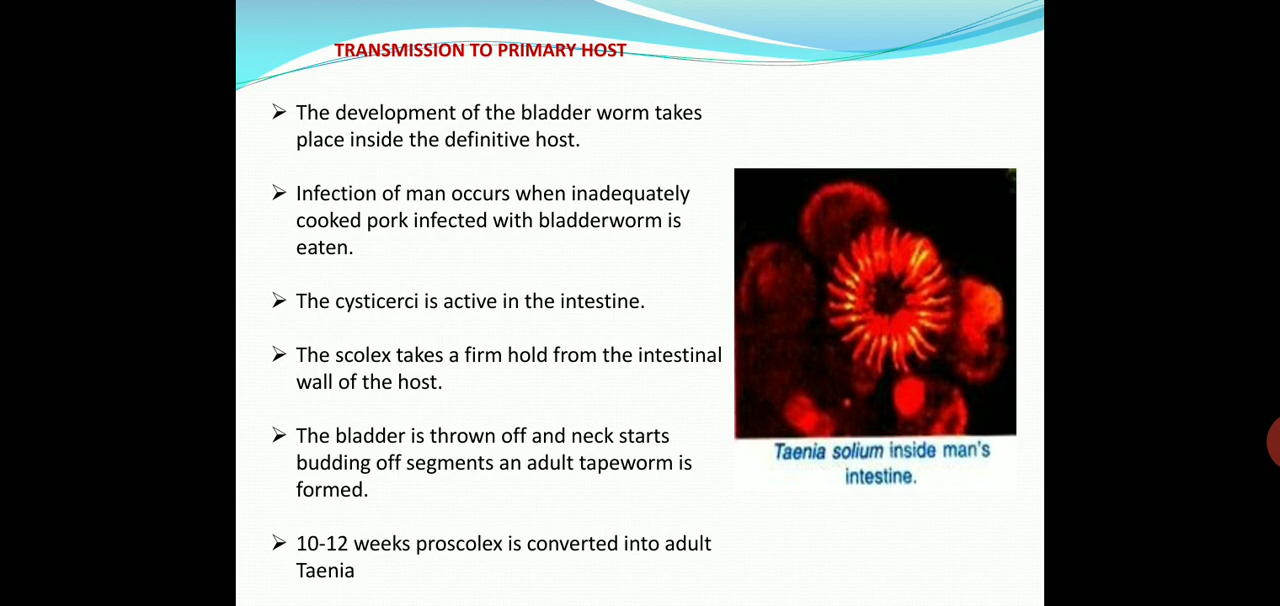 TRANSMISSION TO PRIMARY HOST
➢ The development of the bladder worm takes
place inside the definitive host.
➢ Infection of man occurs when inadequately
cooked pork infected with bladderworm is
eaten.
➢ The cysticerci is active in the intestine.
➢ The scolex takes a firm hold from the intestinal
wall of the host.
➢ The bladder is thrown off and neck starts
budding off segments an adult tapeworm is
formed.
➢ 10-12 weeks proscolex is converted into adult
Taenia
Taenia solium inside man's
intestine.